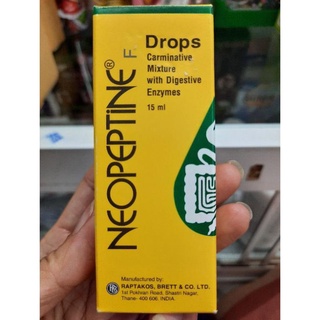 NEOPEPTINE® F
Drops
Carminative
Mixture
with Digestive
Enzymes
15 ml
Manufactured by:
RAPTAKOS, BRETT & CO. LTD.
1st Pokhran Road, Shastri Nagar,
Thane- 400 606. INDIA.